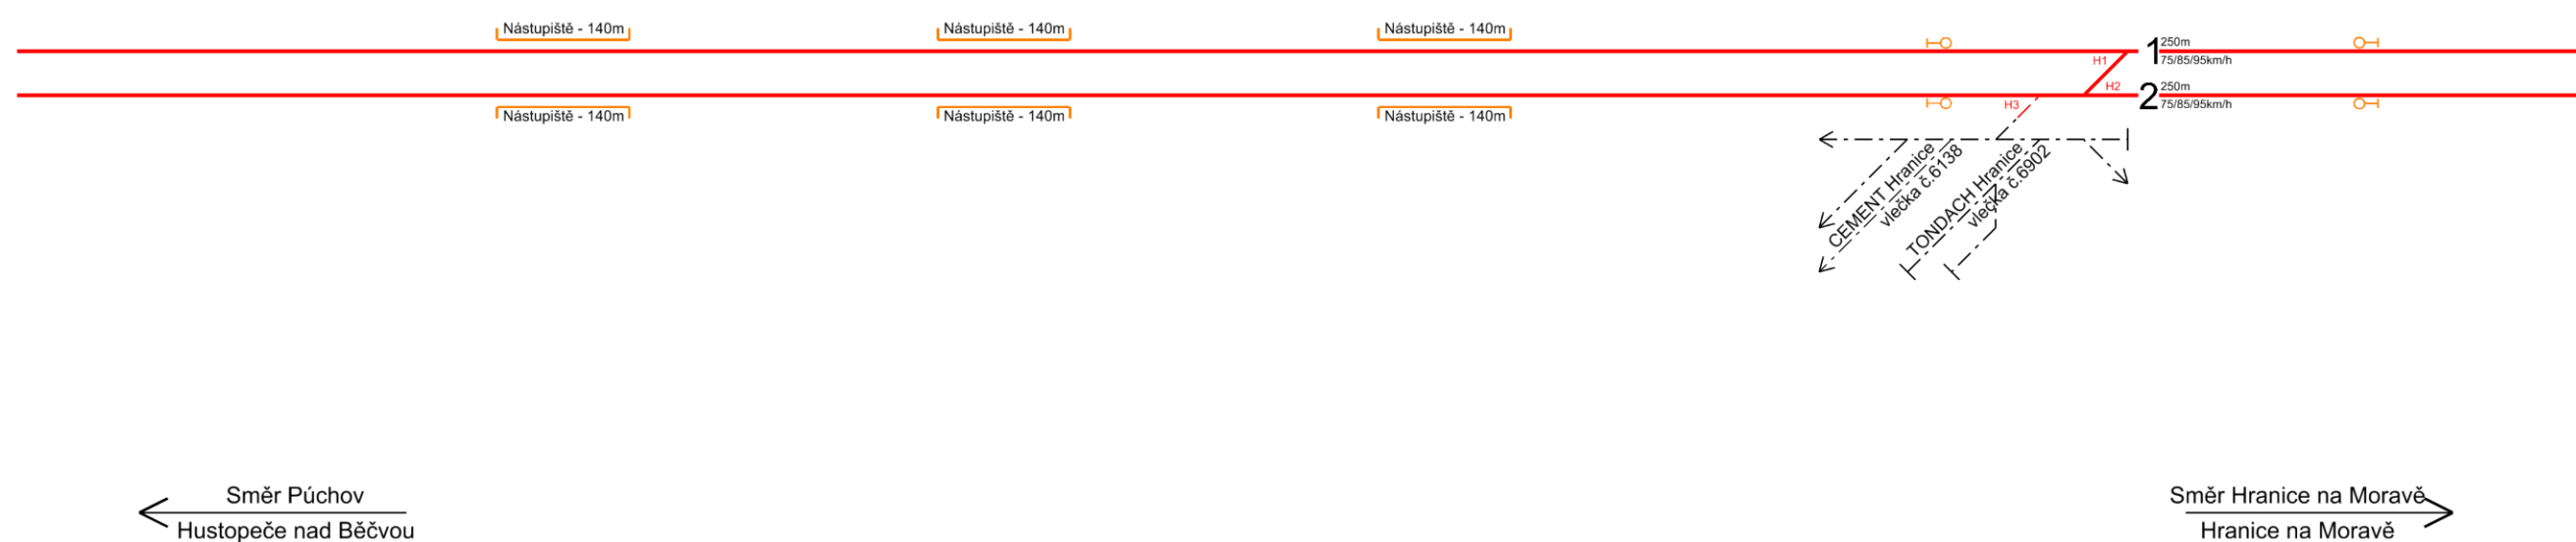 Nástupiště - 140m
Nástupiště - 140m
Nástupiště - 140m
1
250m
75/85/95km/h
H1
H2
2
250m
75/85/95km/h
H3
Nástupiště - 140m
Nástupiště - 140m
Nástupiště - 140m
CEMENT Hranice
vlečka č.6138
TONDACH Hranice
vlečka č.6902
Směr Púchov
Hustopeče nad Běčvou
Směr Hranice na Moravě
Hranice na Moravě